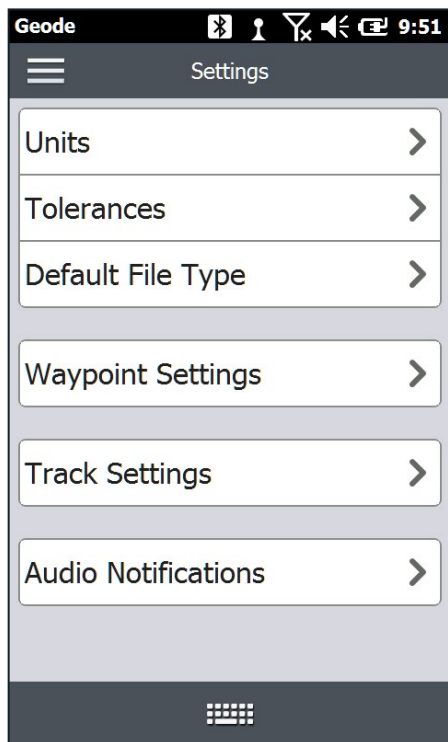 Geode 9:51
Settings
Units
Tolerances
Default File Type
Waypoint Settings
Track Settings
Audio Notifications